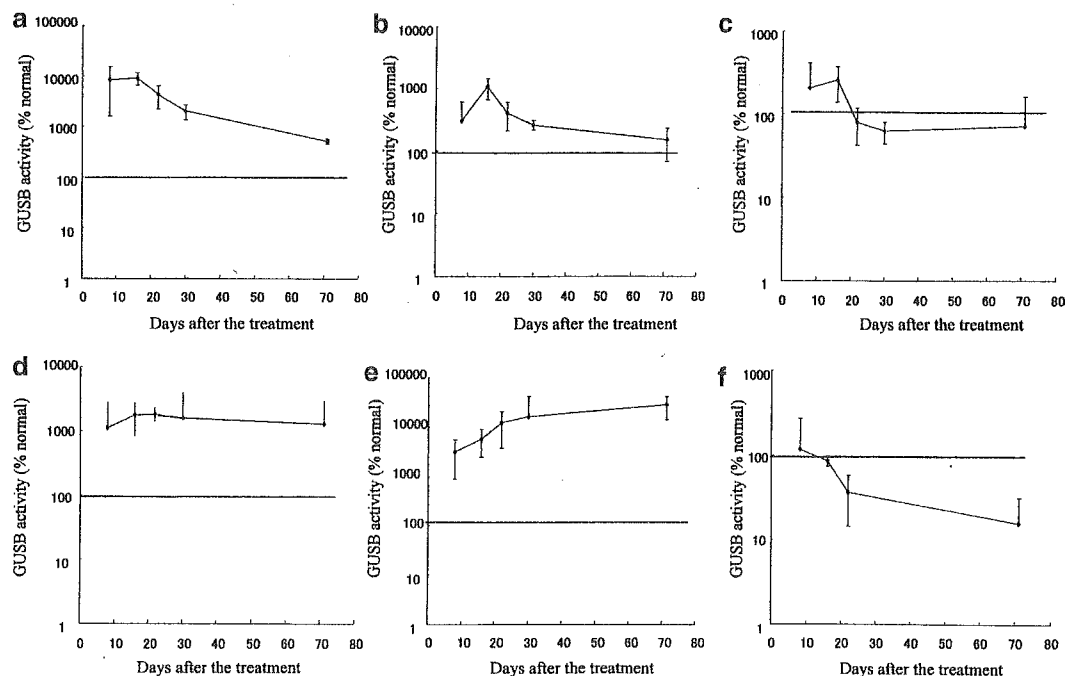 a
GUSB activity (% normal)
100000
10000
1000
100
10
1
0 10 20 30 40 50 60 70 80
Days after the treatment
b
GUSB activity (% normal)
10000
1000
100
10
1
0 10 20 30 40 50 60 70 80
Days after the treatment
c
GUSB activity (% normal)
1000
100
10
1
0 10 20 30 40 50 60 70 80
Days after the treatment
d
GUSB activity (% normal)
10000
1000
100
10
1
0 10 20 30 40 50 60 70 80
Days after the treatment
e
GUSB activity (% normal)
100000
10000
1000
100
10
1
0 10 20 30 40 50 60 70 80
Days after the treatment
f
GUSB activity (% normal)
1000
100
10
1
0 10 20 30 40 50 60 70 80
Days after the treatment